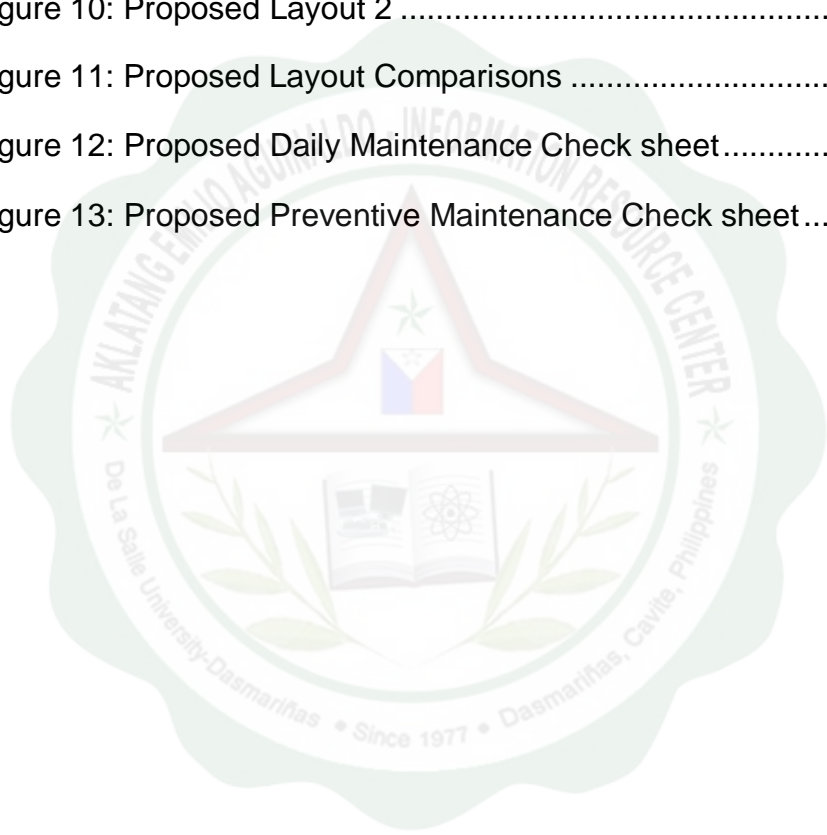 gure 10: Proposed Layout 2 ................................................
gure 11: Proposed Layout Comparisons .............................
gure 12: Proposed Daily Maintenance Check sheet............
gure 13: Proposed Preventive Maintenance Check sheet...
AKLATANG EMILIO AGUINALDO - INFORMATION RESOURCE CENTER
De La Salle University-Dasmariñas • Since 1977 • Dasmariñas, Cavite, Philippines